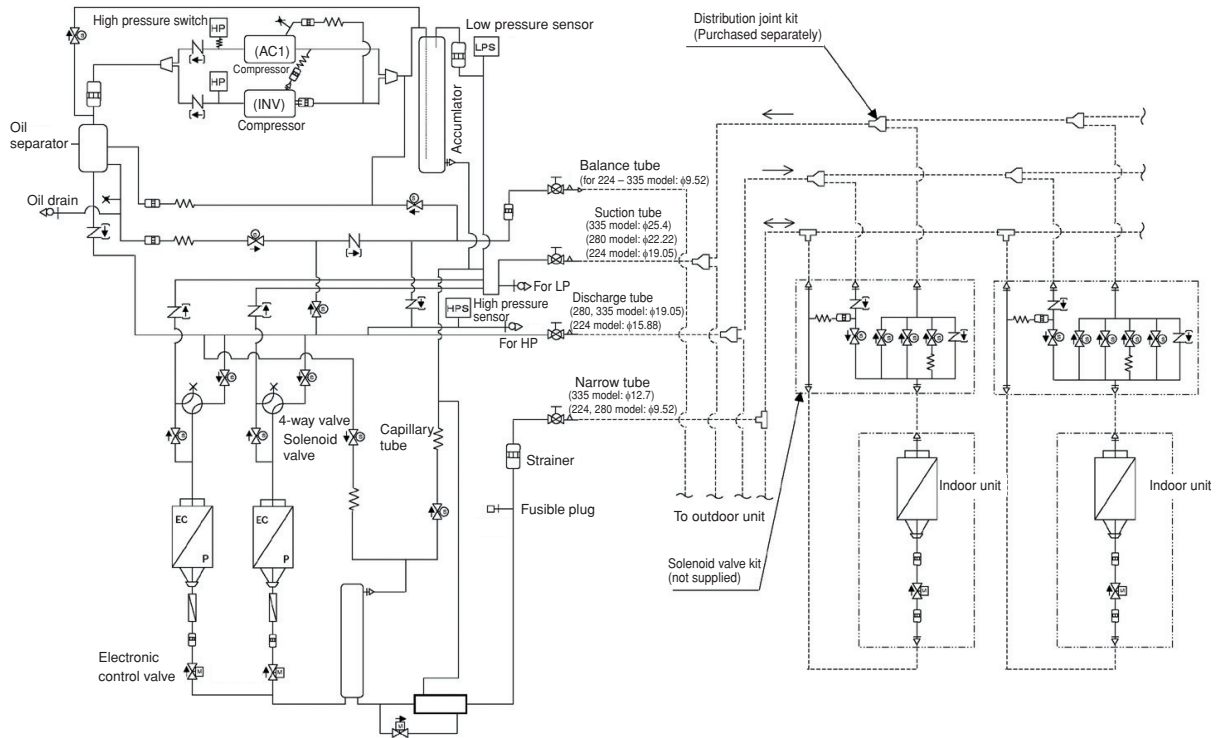 Distribution joint kit
(Purchased separately)
High pressure switch
HP
Low pressure sensor
LPS
(AC1)
Compressor
HP
(INV)
Compressor
Accumlator
Oil
separator
Oil drain
Balance tube
(for 224 – 335 model: ϕ9.52)
Suction tube
(335 model: ϕ25.4)
(280 model: ϕ22.22)
(224 model: ϕ19.05)
For LP
HPS
High pressure
sensor
For HP
Discharge tube
(280, 335 model: ϕ19.05)
(224 model: ϕ15.88)
Narrow tube
(335 model: ϕ12.7)
(224, 280 model: ϕ9.52)
4-way valve
Solenoid
valve
Capillary
tube
Strainer
Fusible plug
To outdoor unit
Indoor unit
Indoor unit
Solenoid valve kit
(not supplied)
EC
P
EC
P
Electronic
control valve
M
M
M
M